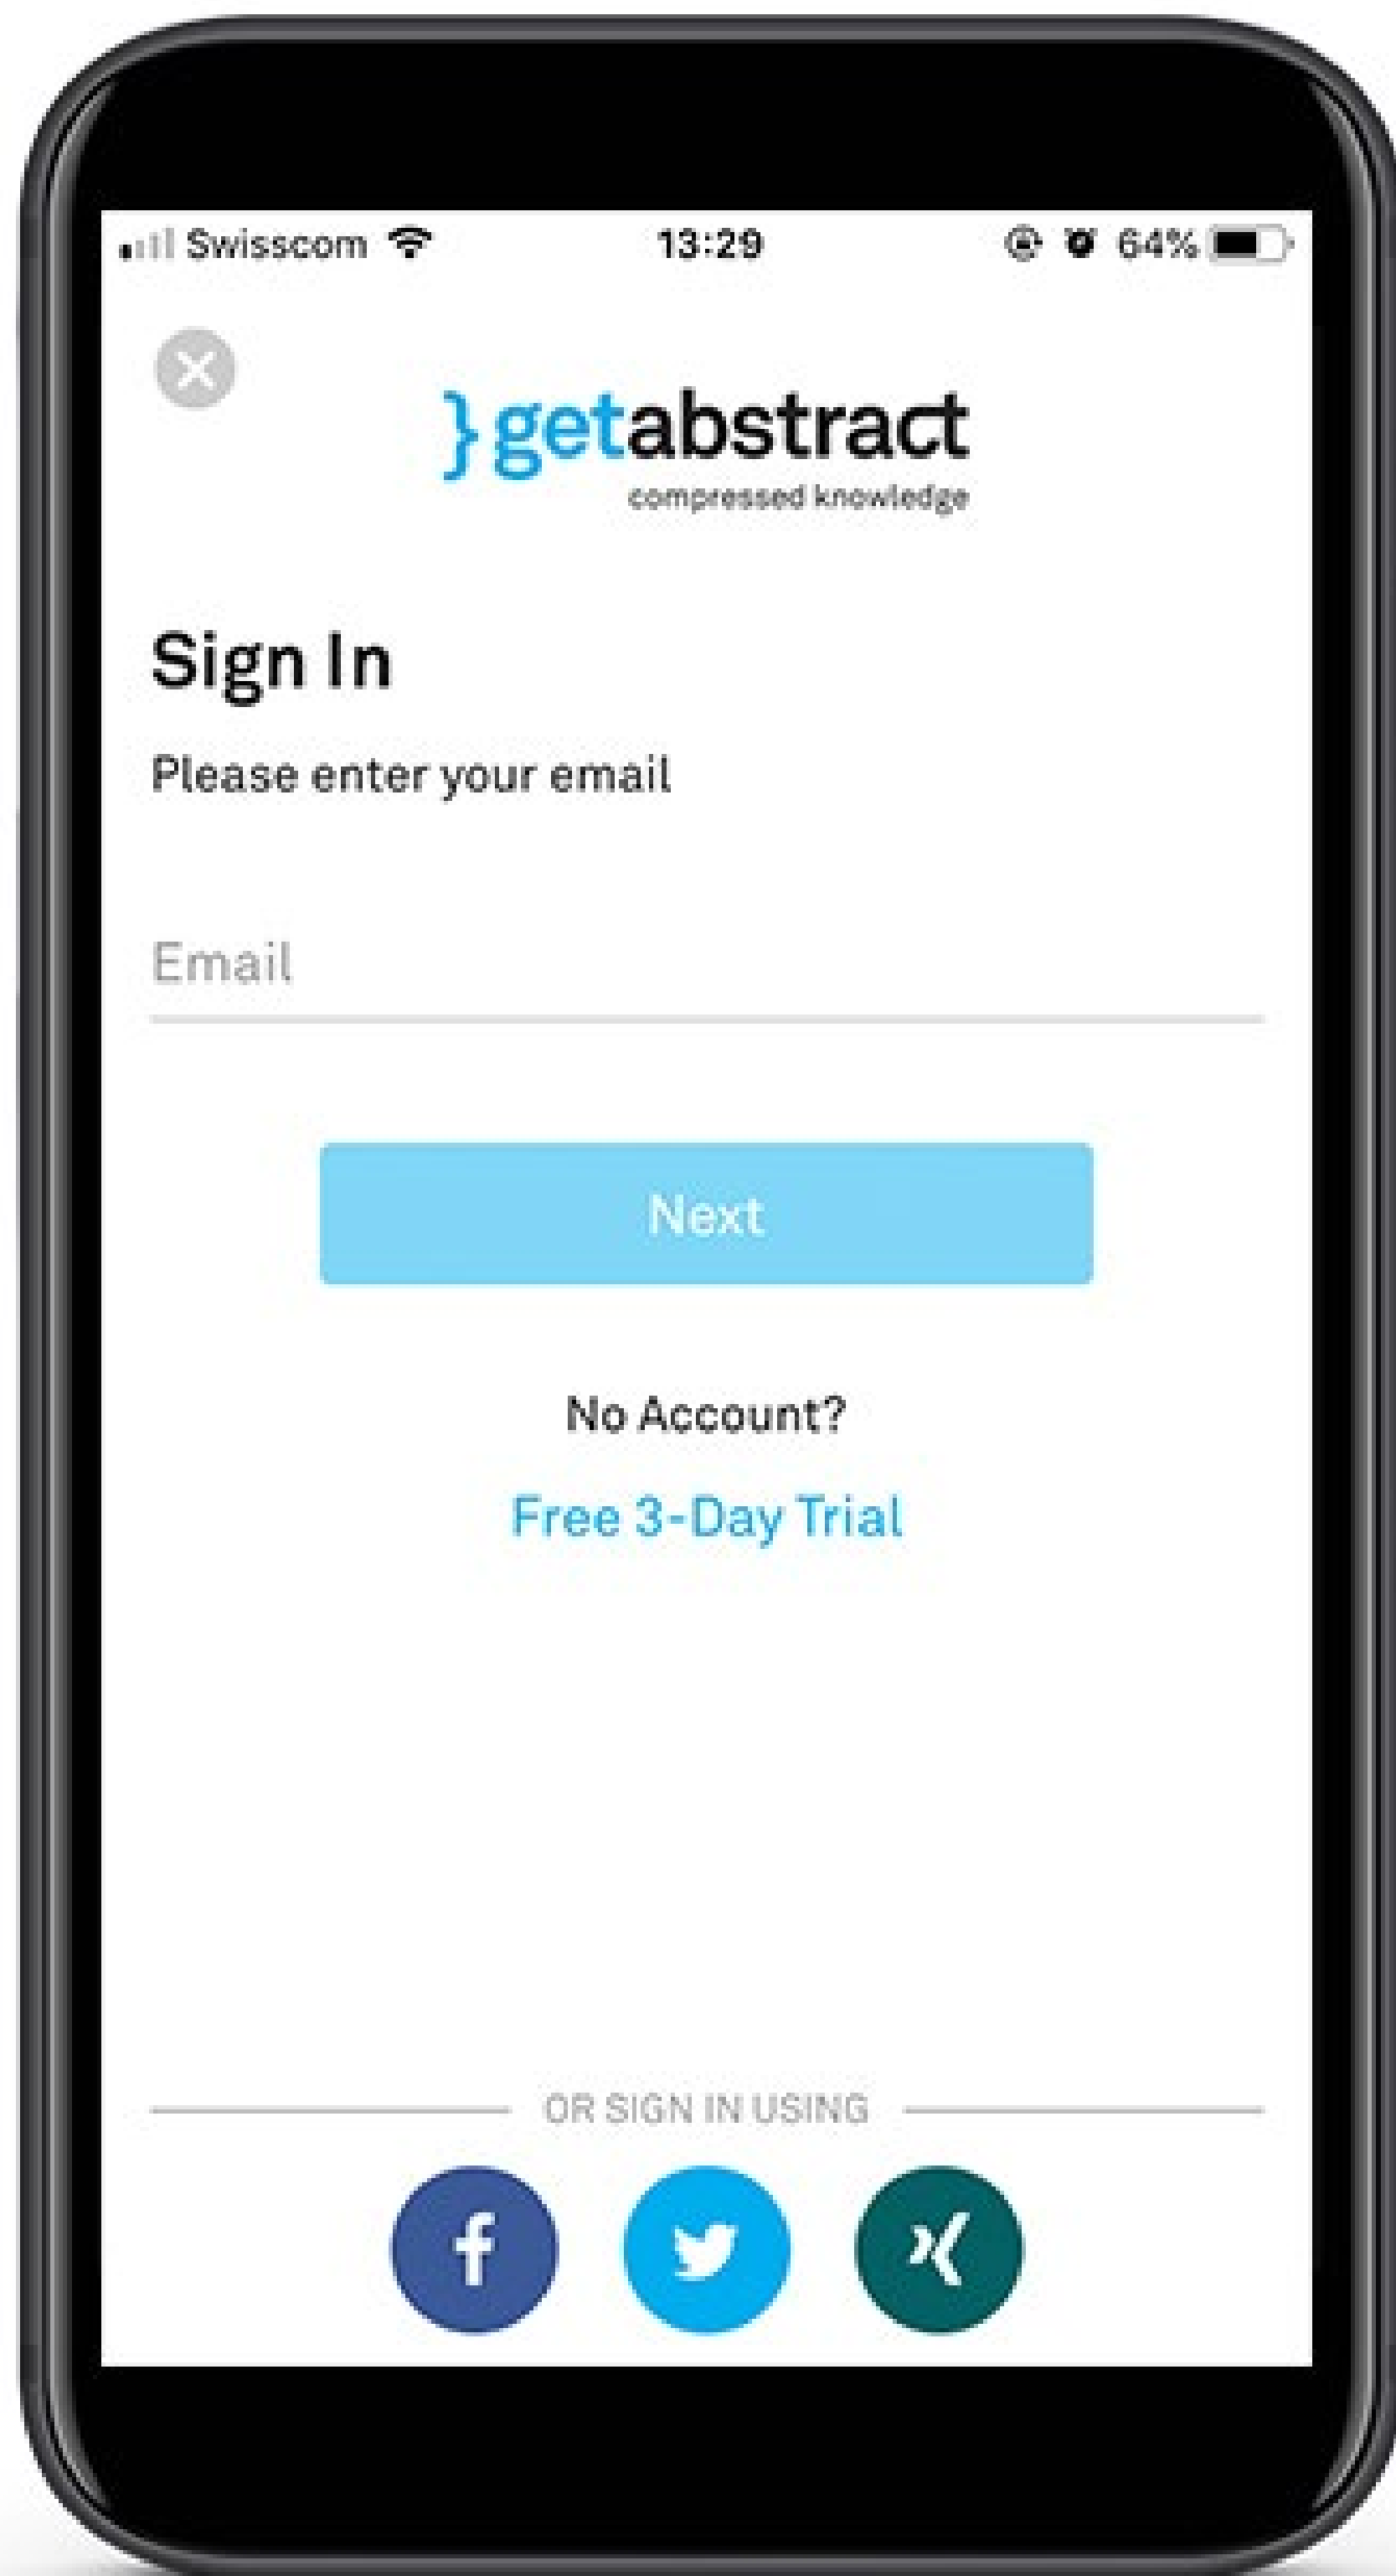 Swisscom 13:29 64%
}getabstract
compressed knowledge
Sign In
Please enter your email
Email
Next
No Account?
Free 3-Day Trial
OR SIGN IN USING